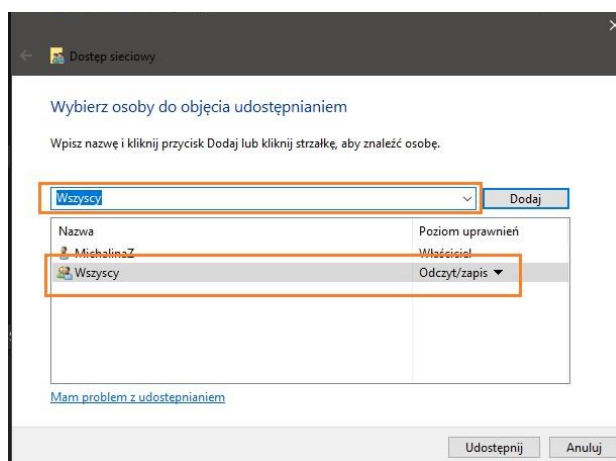 Dostęp sieciowy
Wybierz osoby do objęcia udostępnianiem
Wpisz nazwę i kliknij przycisk Dodaj lub kliknij strzałkę, aby znaleźć osobę.
Wszyscy Dodaj
Nazwa Poziom uprawnień
MichalinaZ Właściciel
Wszyscy Odczyt/zapis
Mam problem z udostępnianiem
Udostępnij Anuluj